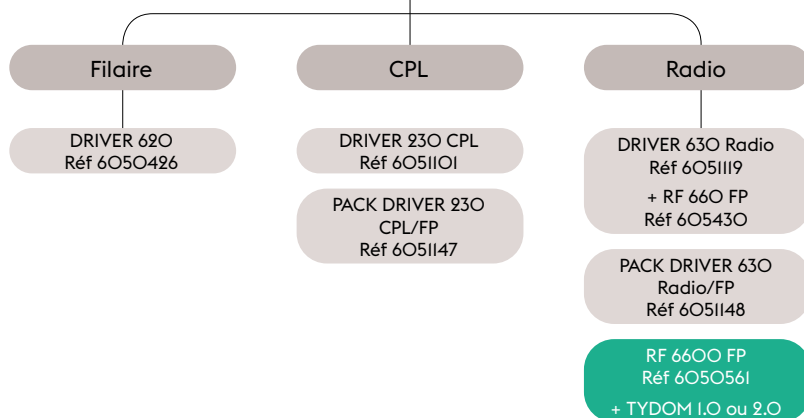 Filaire
DRIVER 620
Réf 6050426
CPL
DRIVER 230 CPL
Réf 6051101
PACK DRIVER 230
CPL/FP
Réf 6051147
Radio
DRIVER 630 Radio
Réf 6051119
+ RF 660 FP
Réf 605430
PACK DRIVER 630
Radio/FP
Réf 6051148
RF 6600 FP
Réf 6050561
+ TYDOM 1.0 ou 2.0